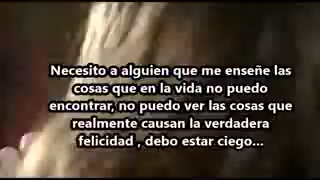 Necesito a alguien que me enseñe las
cosas que en la vida no puedo
encontrar, no puedo ver las cosas que
realmente causan la verdadera
felicidad , debo estar ciego...